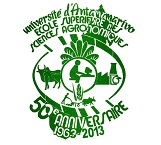 université d'Antananarivo
ECOLE SUPERIEURE DES
SCIENCES AGRONOMIQUES
50e ANNIVERSAIRE
1963 2013